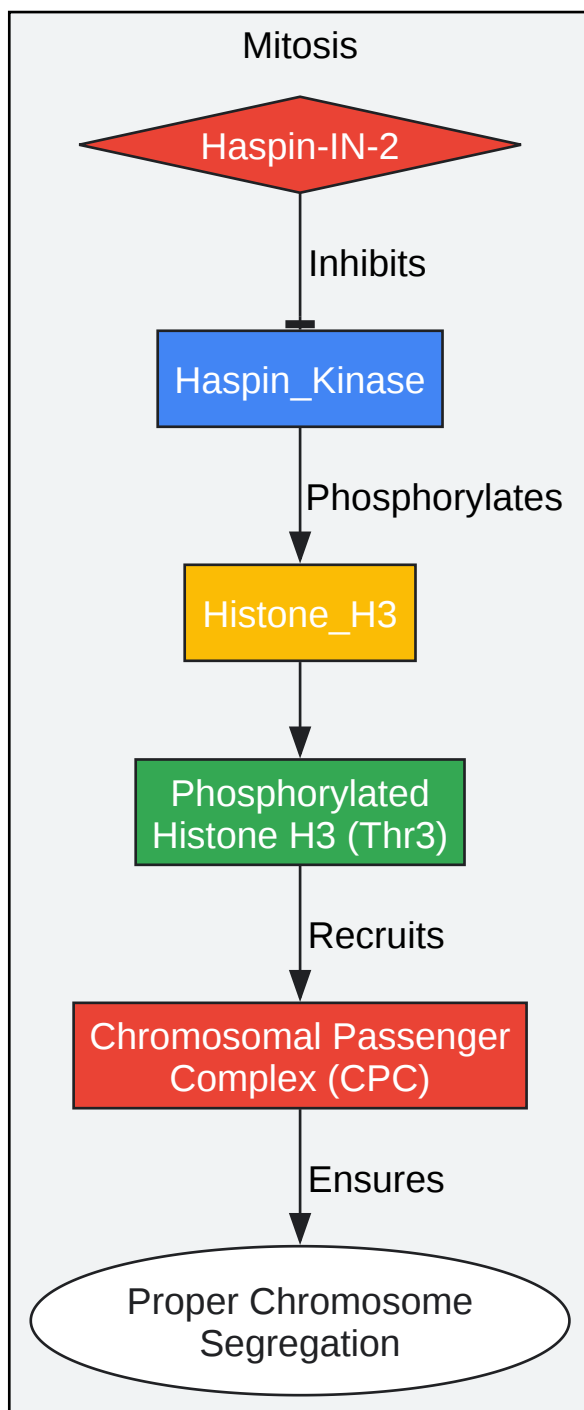 Mitosis
Haspin-IN-2
Inhibits
Haspin_Kinase
Phosphorylates
Histone_H3
Phosphorylated
Histone H3 (Thr3)
Recruits
Chromosomal Passenger
Complex (CPC)
Ensures
Proper Chromosome
Segregation